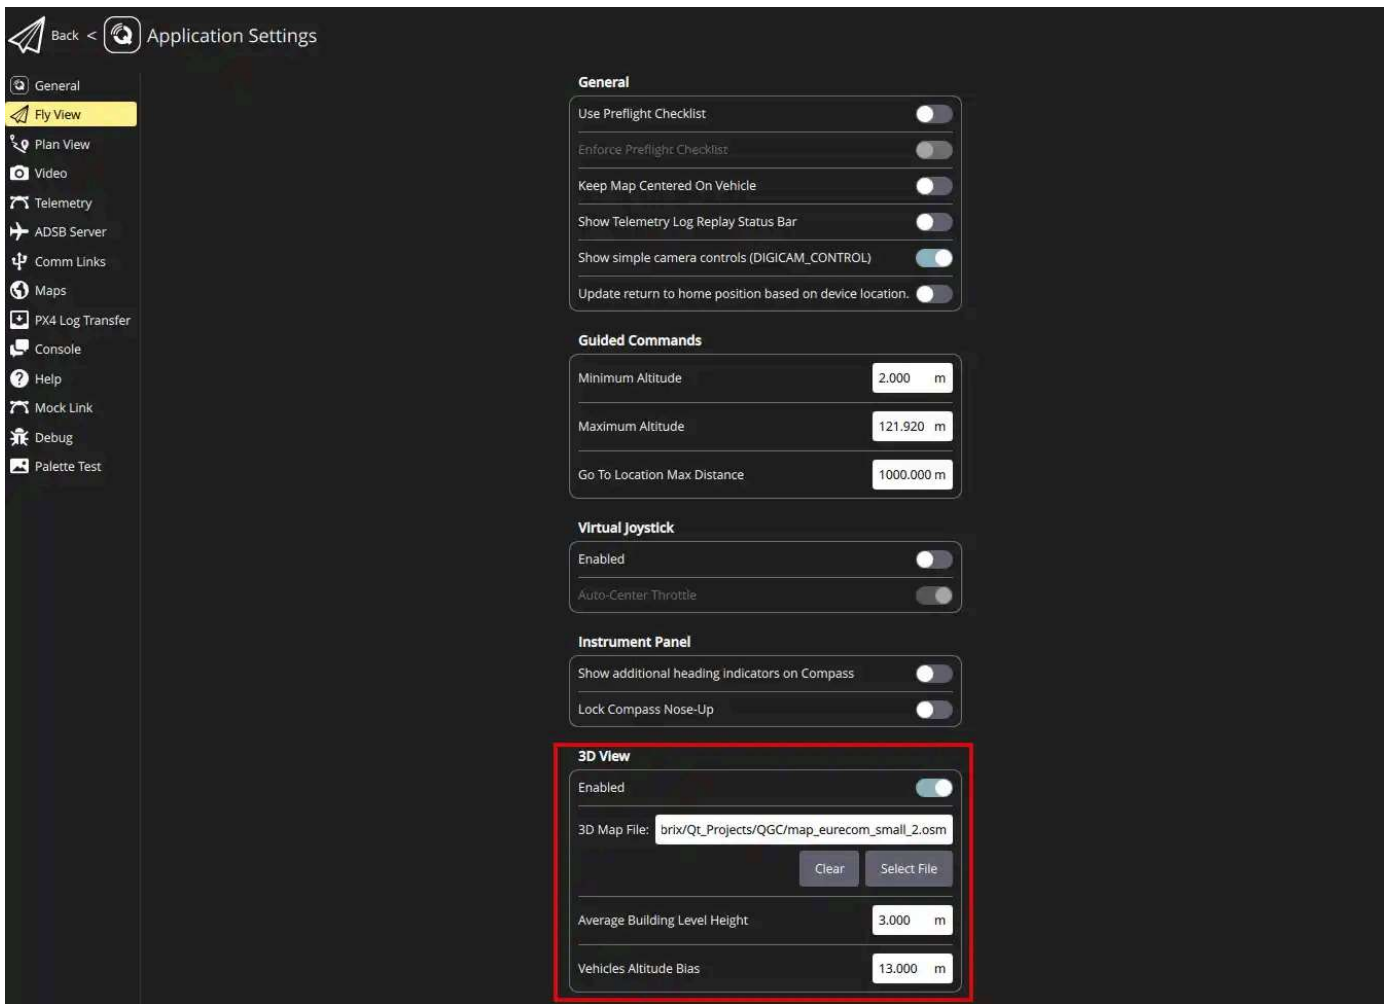 Back < Application Settings
General
Fly View
Plan View
Video
Telemetry
ADSB Server
Comm Links
Maps
PX4 Log Transfer
Console
Help
Mock Link
Debug
Palette Test
General
Use Preflight Checklist
Enforce Preflight Checklist
Keep Map Centered On Vehicle
Show Telemetry Log Replay Status Bar
Show simple camera controls (DIGICAM_CONTROL)
Update return to home position based on device location.
Guided Commands
Minimum Altitude 2.000 m
Maximum Altitude 121.920 m
Go To Location Max Distance 1000.000 m
Virtual Joystick
Enabled
Auto-Center Throttle
Instrument Panel
Show additional heading indicators on Compass
Lock Compass Nose-Up
3D View
Enabled
3D Map File: brix/Qt_Projects/QGC/map_eurecom_small_2.osm
Clear Select File
Average Building Level Height 3.000 m
Vehicles Altitude Bias 13.000 m